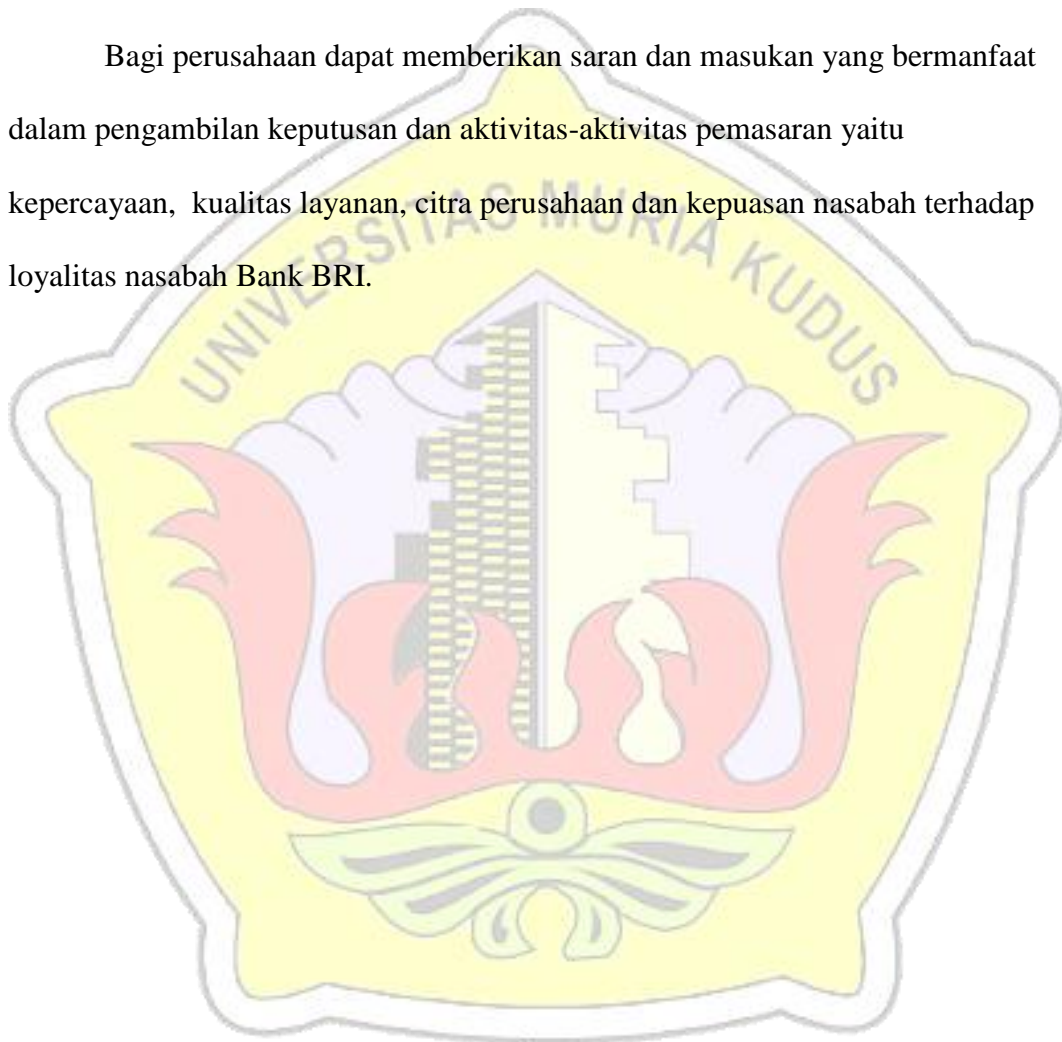 Bagi perusahaan dapat memberikan saran dan masukan yang bermanfaat
dalam pengambilan keputusan dan aktivitas-aktivitas pemasaran yaitu
kepercayaan,  kualitas layanan, citra perusahaan dan kepuasan nasabah terhadap
loyalitas nasabah Bank BRI.
UNIVERSITAS MURIA KUDUS